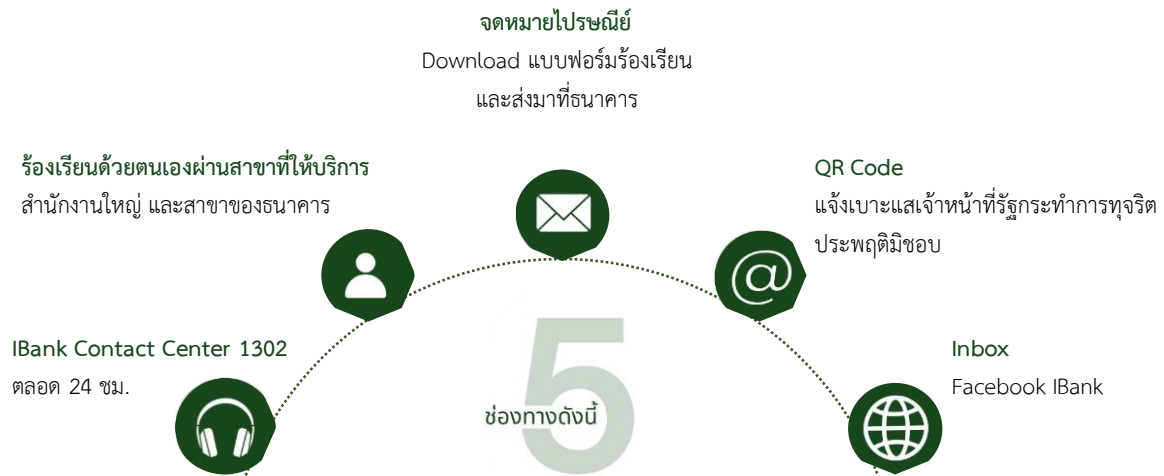 จดหมายไปรษณีย์
Download แบบฟอร์มร้องเรียน
และส่งมาที่ธนาคาร
ร้องเรียนด้วยตนเองผ่านสาขาที่ให้บริการ
สำนักงานใหญ่ และสาขาของธนาคาร
QR Code
แจ้งเบาะแสเจ้าหน้าที่รัฐกระทำการทุจริต
ประพฤติมิชอบ
@
IBank Contact Center 1302
ตลอด 24 ชม.
5
ช่องทางดังนี้
Inbox
Facebook IBank